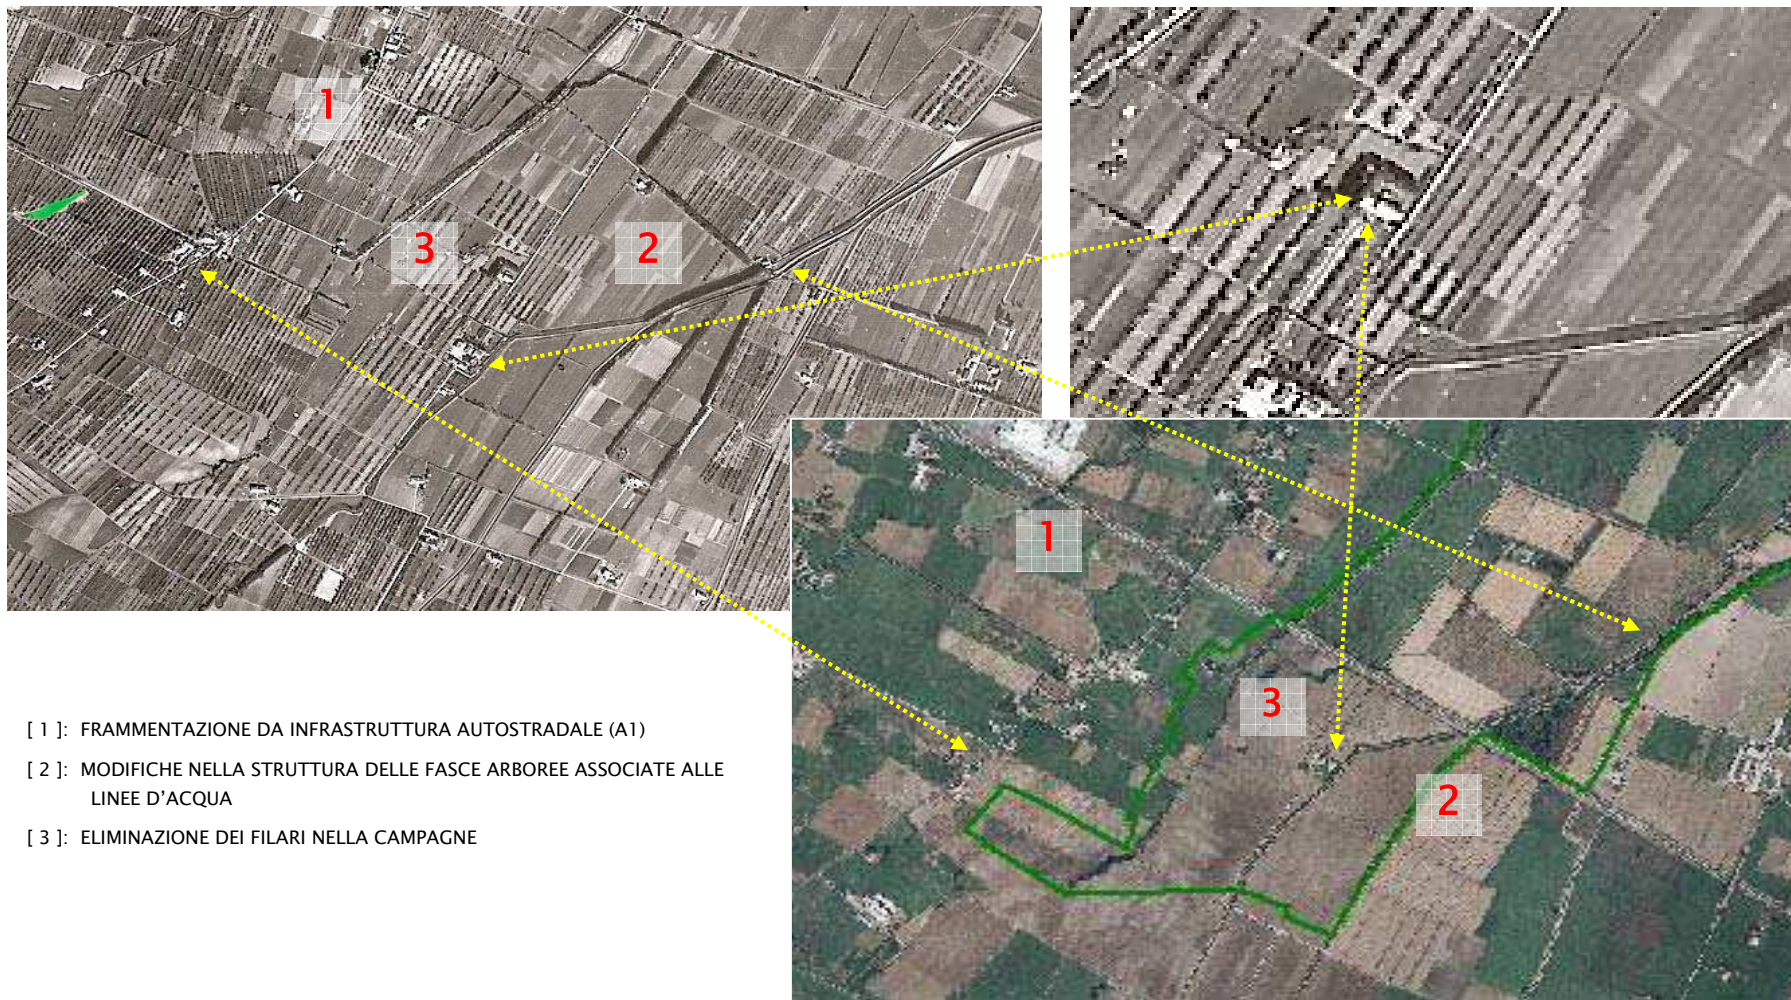 1
3
2
1
3
2
[ 1 ]: FRAMMENTAZIONE DA INFRASTRUTTURA AUTOSTRADALE (A1)
[ 2 ]: MODIFICHE NELLA STRUTTURA DELLE FASCE ARBOREE ASSOCIATE ALLE
LINEE D’ACQUA
[ 3 ]: ELIMINAZIONE DEI FILARI NELLA CAMPAGNE